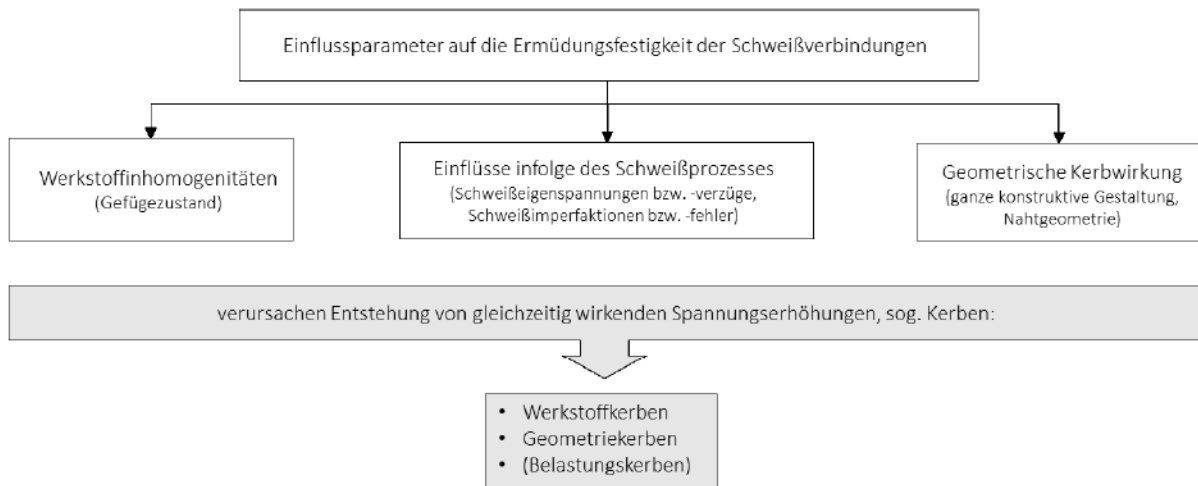 Einflussparameter auf die Ermüdungsfestigkeit der Schweißverbindungen
Werkstoffinhomogenitäten
(Gefügezustand)
Einflüsse infolge des Schweißprozesses
(Schweißeigenspannungen bzw. -verzüge,
Schweißimperfaktionen bzw. -fehler)
Geometrische Kerbwirkung
(ganze konstruktive Gestaltung,
Nahtgeometrie)
verursachen Entstehung von gleichzeitig wirkenden Spannungserhöhungen, sog. Kerben:
• Werkstoffkerben
• Geometriekerben
• (Belastungskerben)